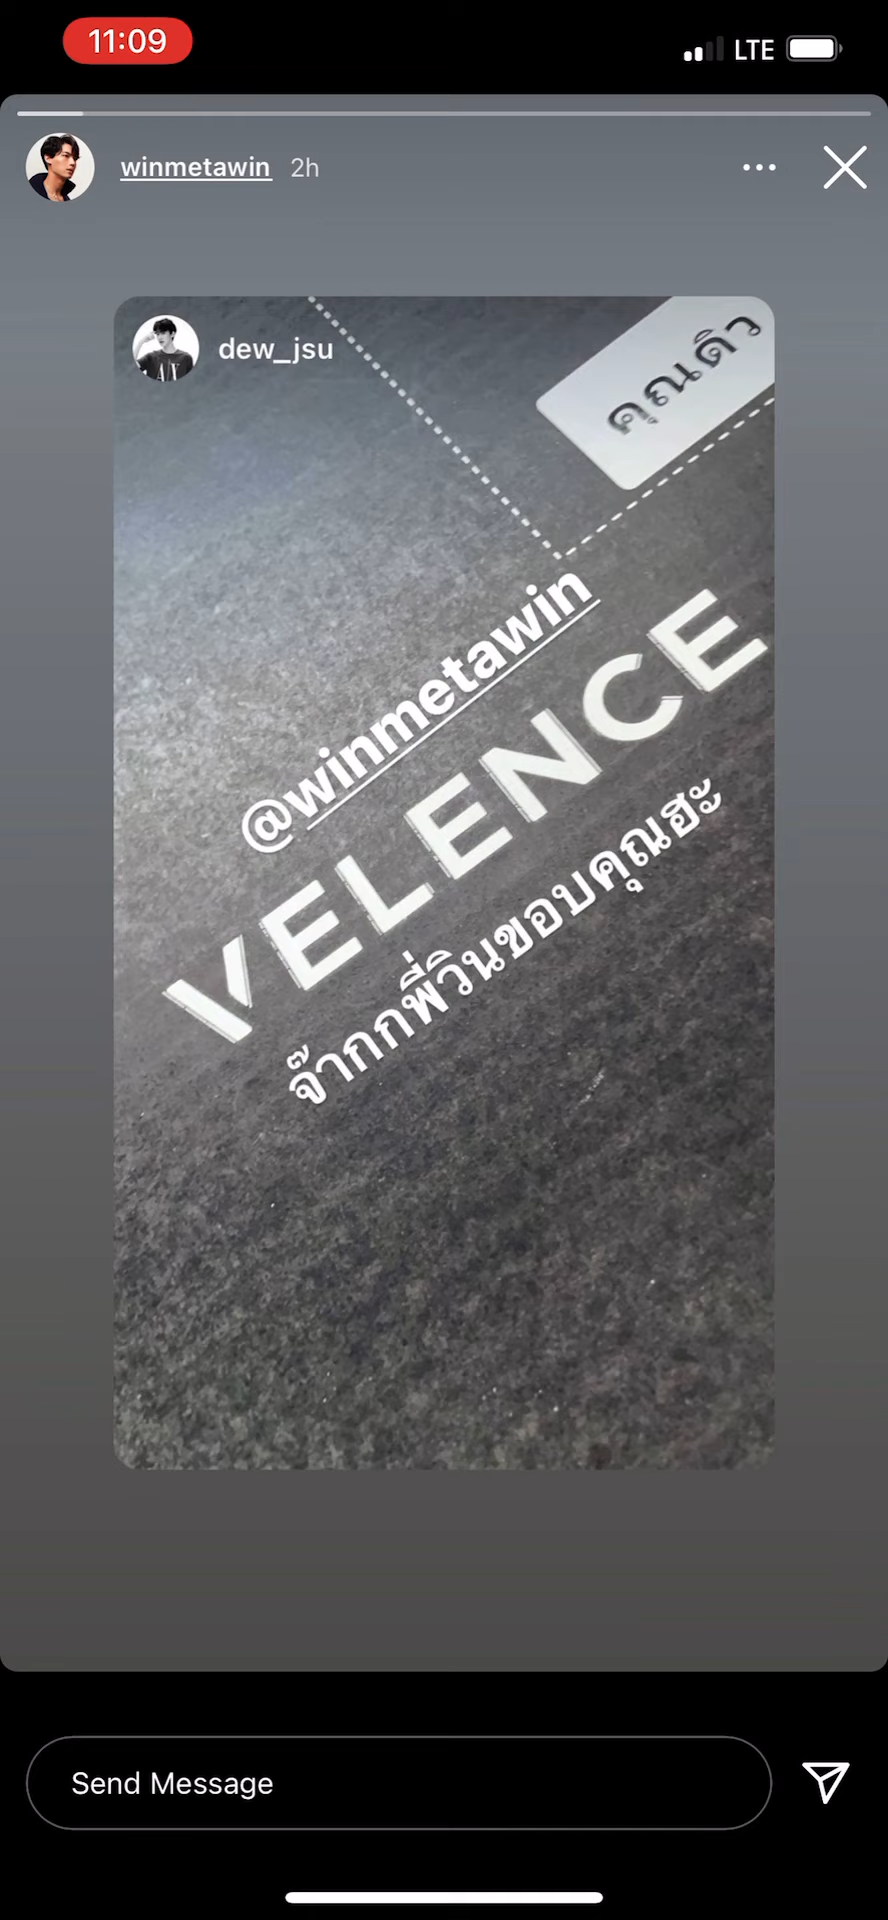 11:09
LTE
winmetawin 2h
dew_jsu
คุณดิว
@winmetawin
VELENCE
จ๊ากกพี่วินขอบคุณฮะ
Send Message